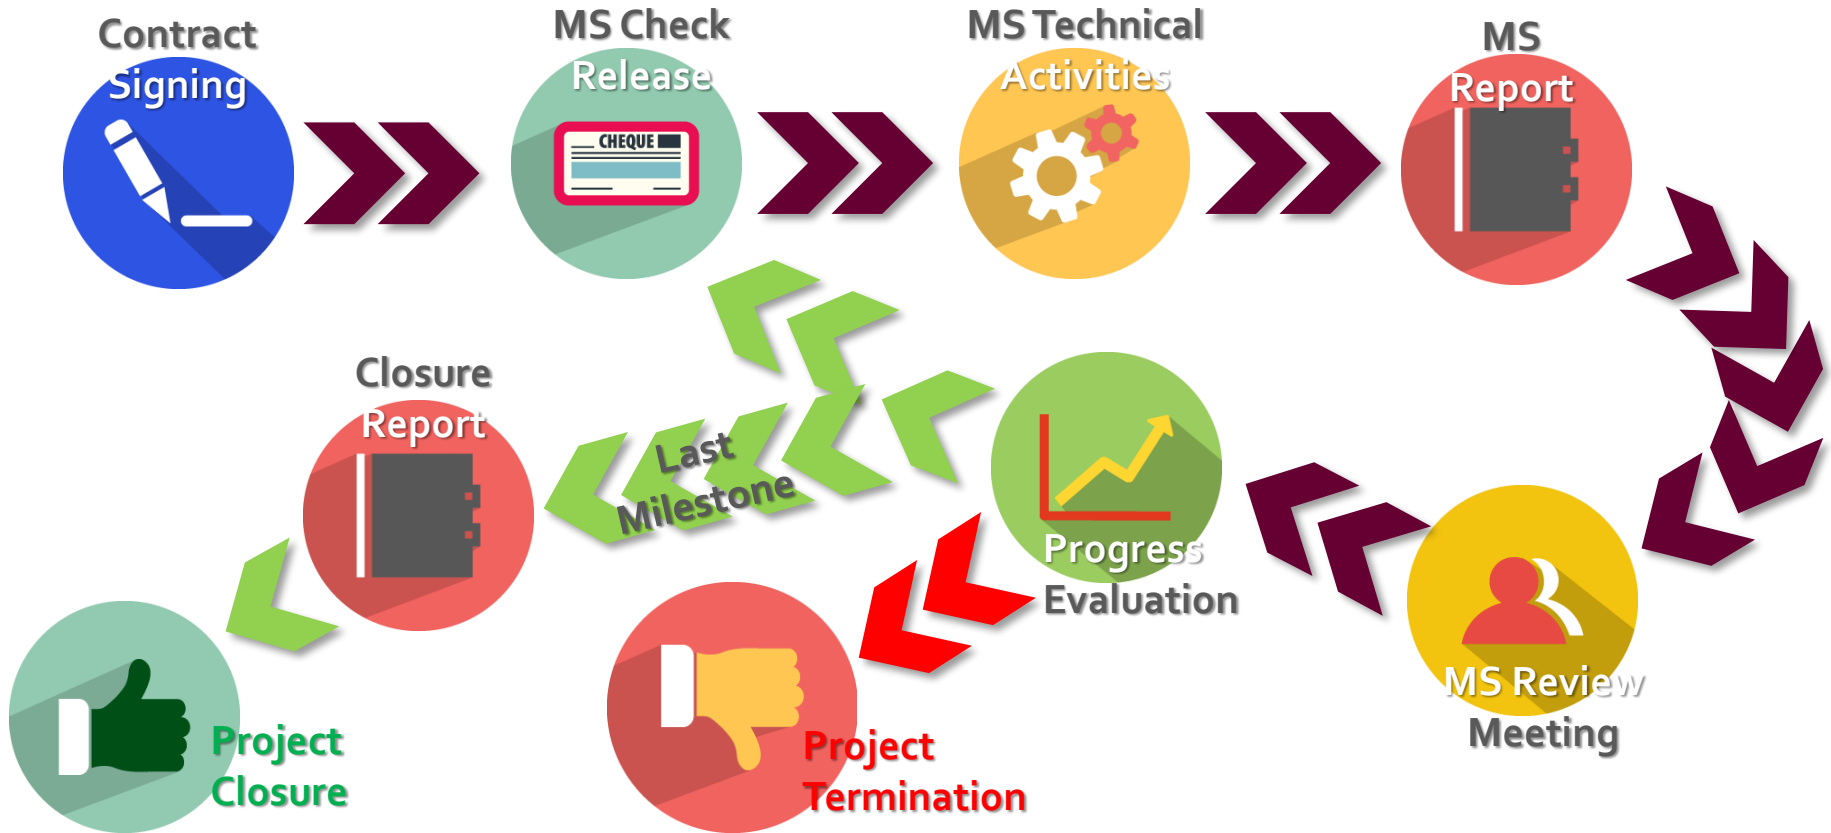 Contract
Signing
MS Check
Release
CHEQUE
MS Technical
Activities
MS
Report
Closure
Report
Last
Milestone
Progress
Evaluation
MS Review
Meeting
Project
Closure
Project
Termination